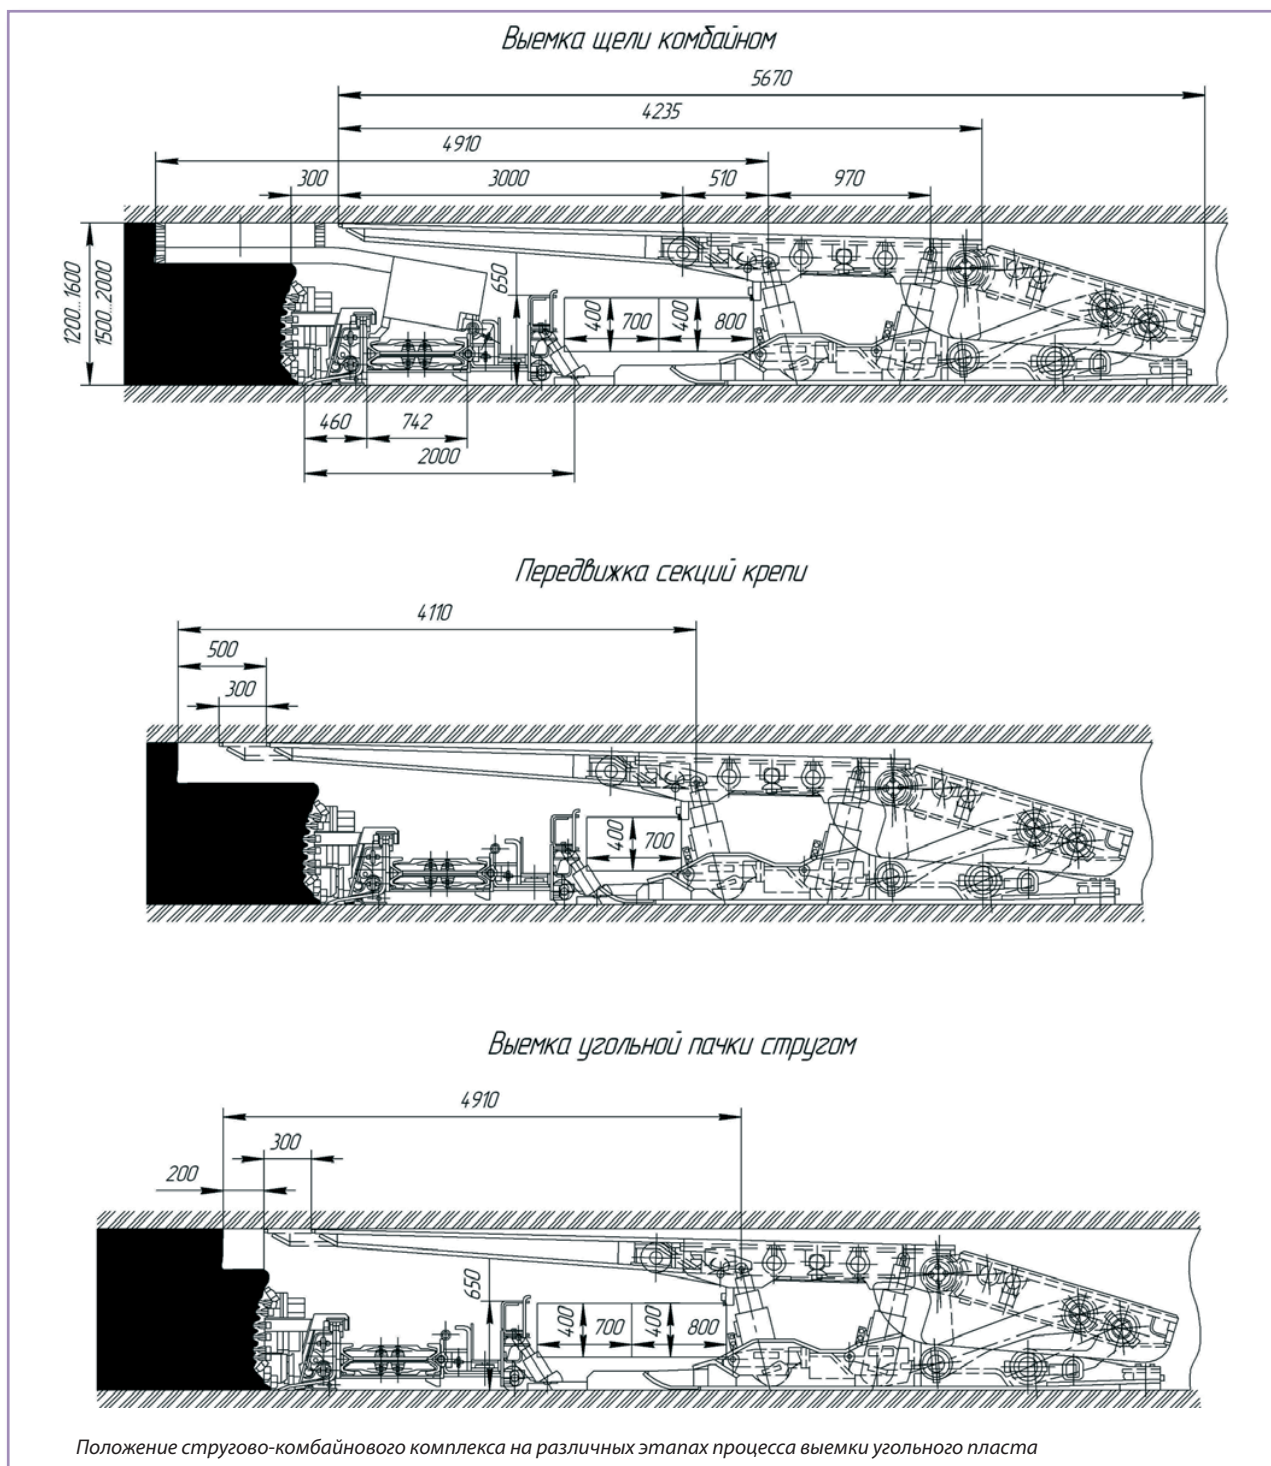 Выемка щели комбайном
5670
4235
4910
300 3000 510 970
1200...1600
1500...2000
650
400 700 400 800
460 742
2000
Передвижка секций крепи
4110
500
300
400 700
Выемка угольной пачки стругом
4910
300
200
650
400 700 400 800
Положение стругово-комбайнового комплекса на различных этапах процесса выемки угольного пласта